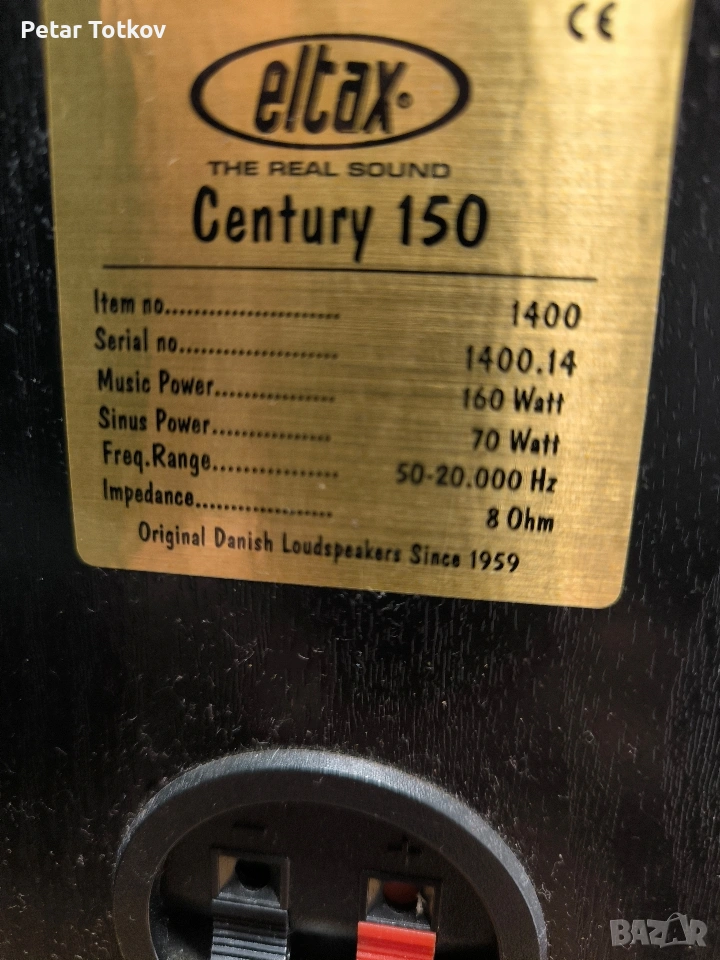 Petar Totkov
CE
eltax®
THE REAL SOUND
Century 150
Item no........................ 1400
Serial no...................... 1400.14
Music Power................. 160 Watt
Sinus Power................ 70 Watt
Freq.Range................. 50-20.000 Hz
Impedance................... 8 Ohm
Original Danish Loudspeakers Since 1959
- +
BAZAR